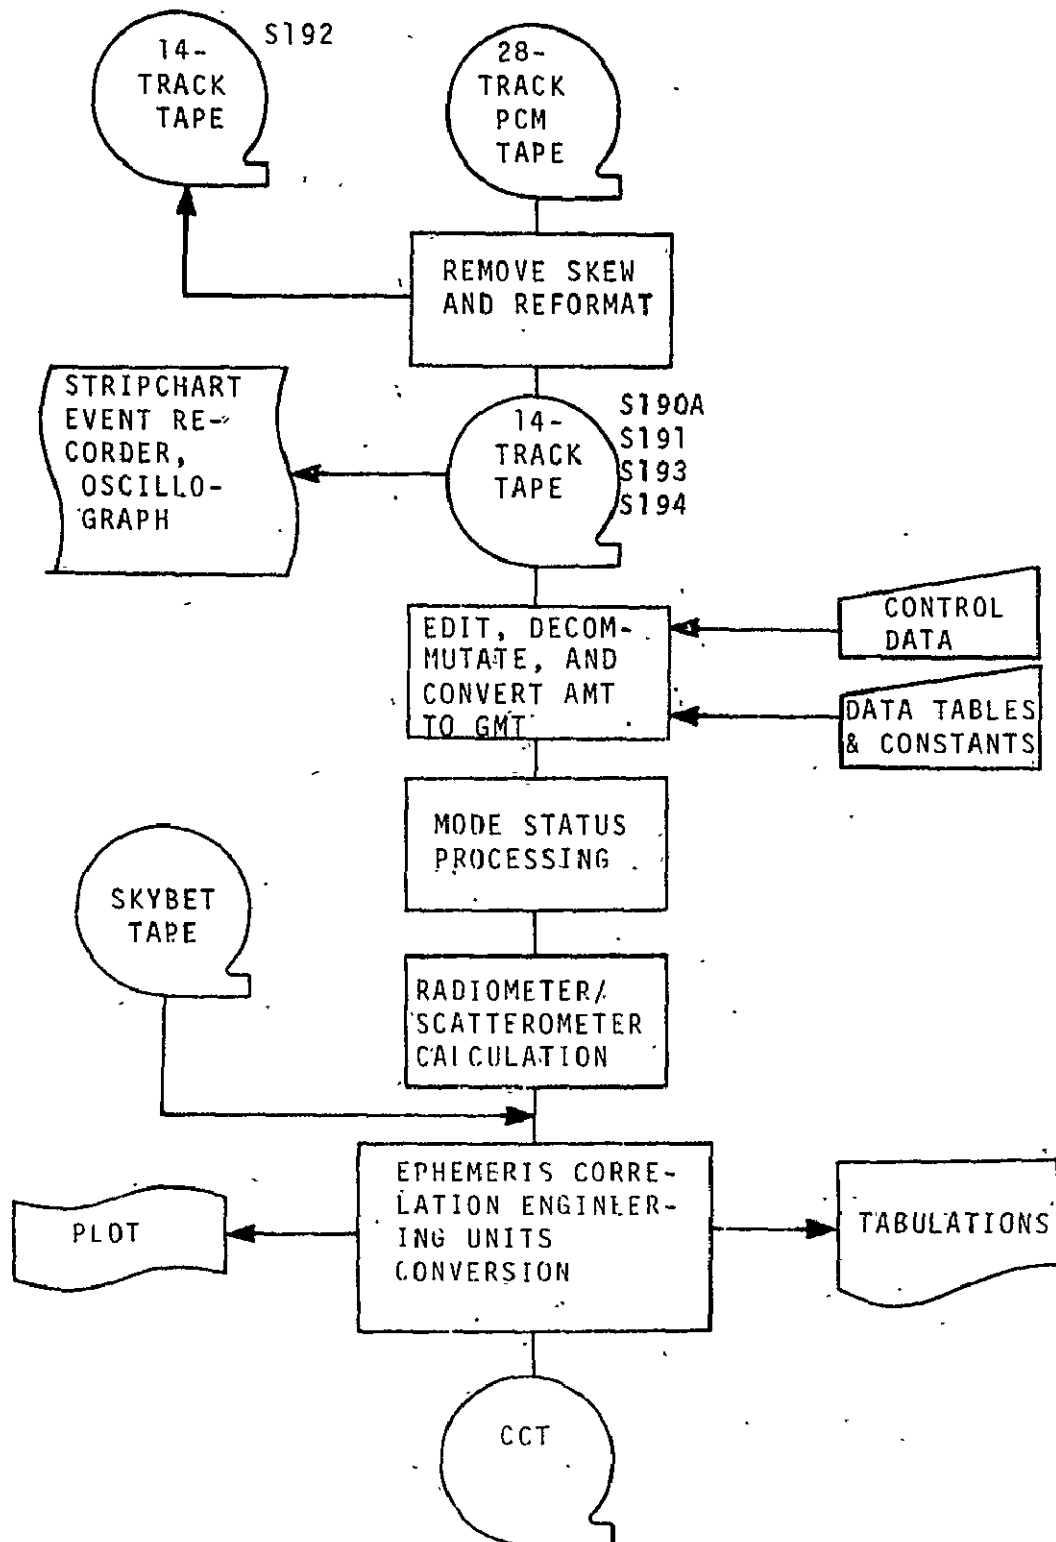 S192
14-
TRACK
TAPE
28-
TRACK
PCM
TAPE
REMOVE SKEW
AND REFORMAT
STRIPCHART
EVENT RE-
CORDER,
OSCILLO-
GRAPH
14-
TRACK
TAPE
S190A
S191
S193
S194
EDIT, DECOM-
MUTATE, AND
CONVERT AMT
TO GMT
CONTROL
DATA
DATA TABLES
& CONSTANTS
MODE STATUS
PROCESSING
SKYBET
TAPE
RADIOMETER/
SCATTEROMETER
CALCULATION
EPHEMERIS CORRE-
LATION ENGINEER-
ING UNITS
CONVERSION
PLOT
TABULATIONS
CCT